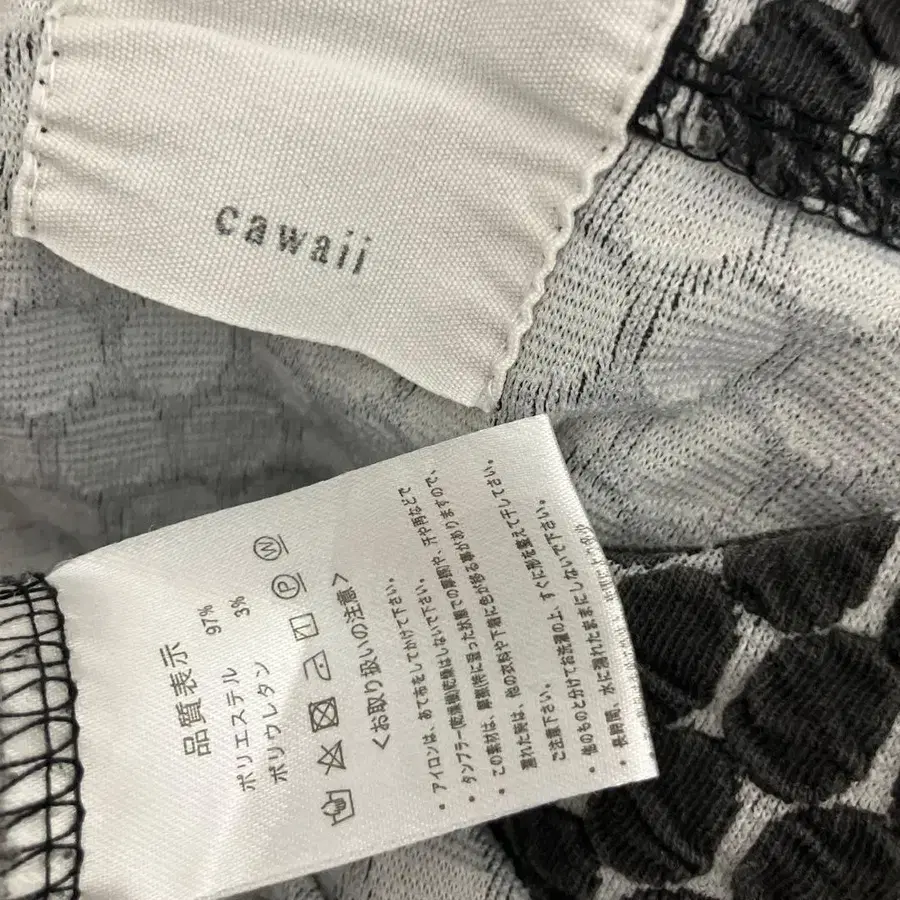 cawaii
品質表示
ポリエステル 97%
ポリウレタン 3%
P W
<お取り扱いの注意>
・アイロンは、あて布をしてかけて下さい。
・タンブラー(乾燥機)乾燥はしないで下さい。
・この素材は、摩擦(特に湿った状態での摩擦)や、汗や雨などで
濡れた時は、他の衣料や下着に色が移る事がありますので、
ご注意下さい。
・他のものと分けてお洗濯の上、すぐに形を整えて干して下さい。
・長時間、水に濡れたままにしないで下さい。